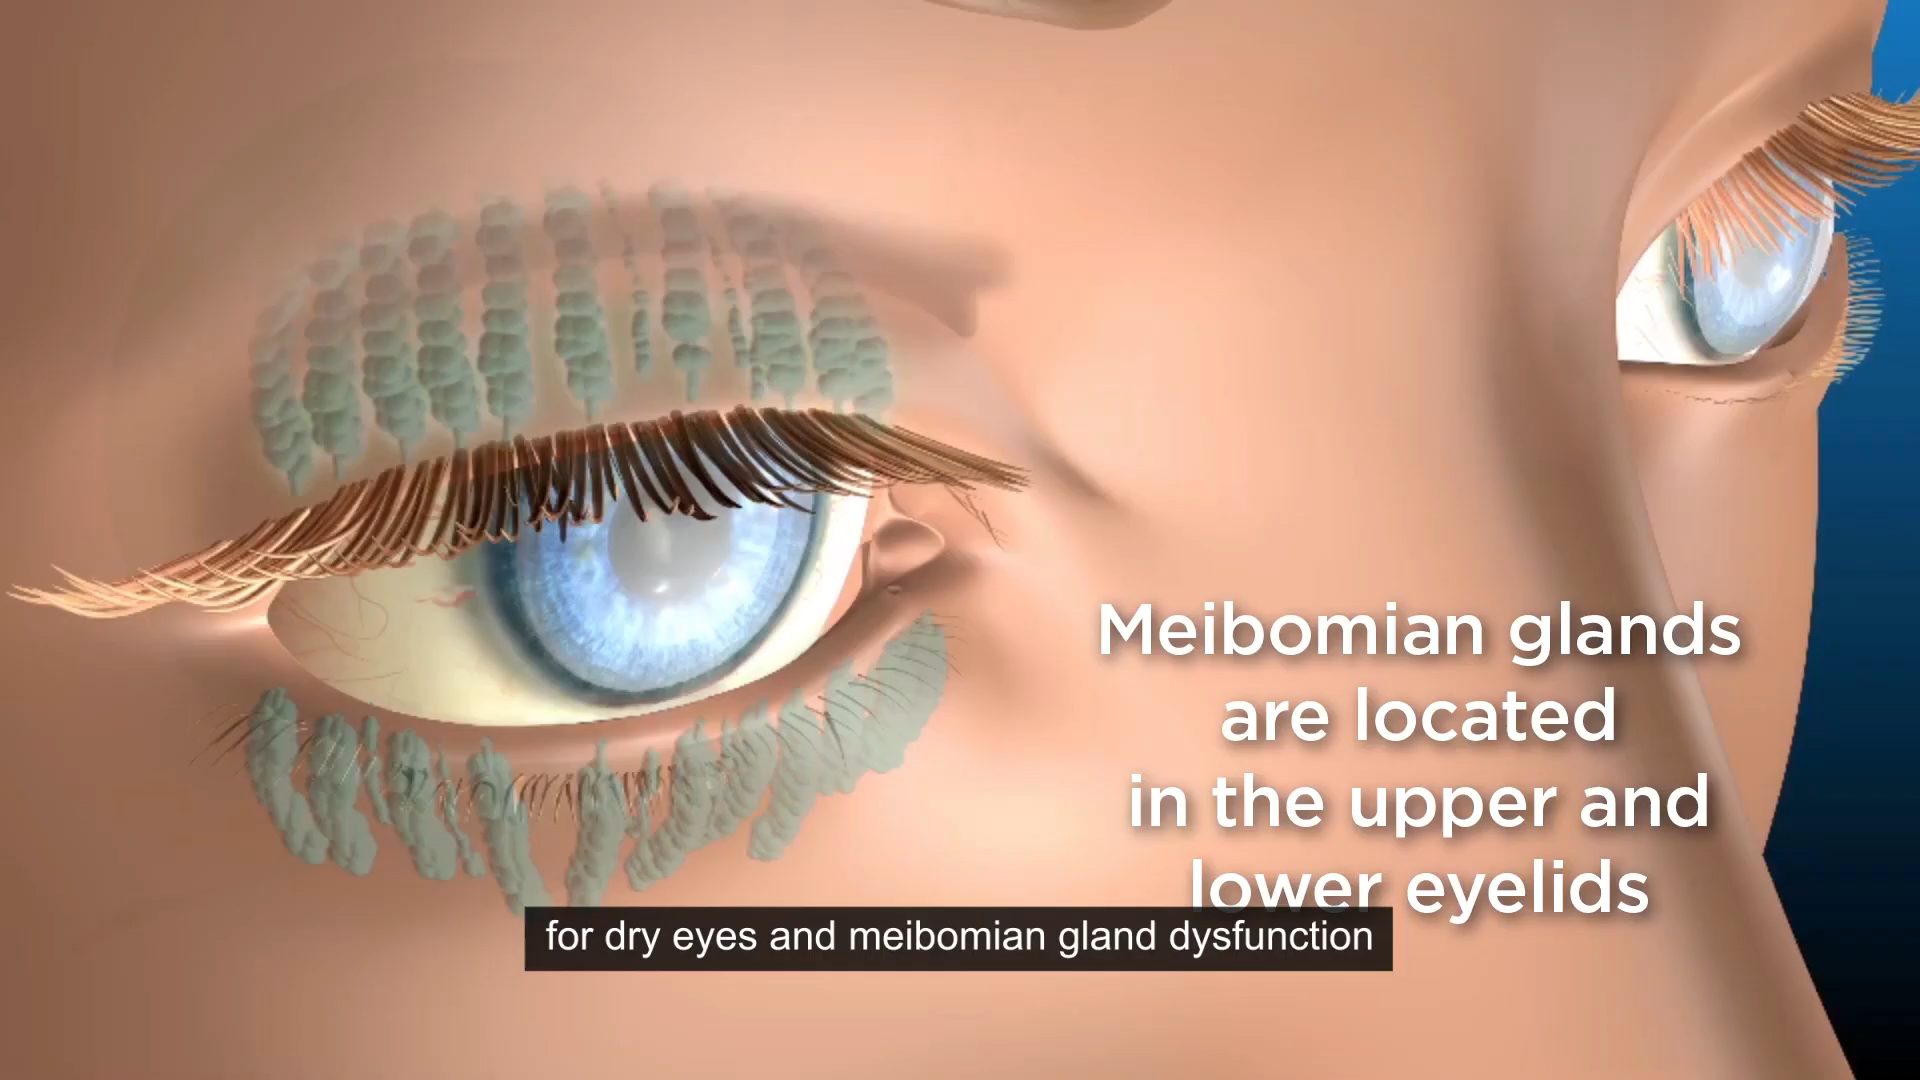 Meibomian glands
are located
in the upper and
lower eyelids
for dry eyes and meibomian gland dysfunction